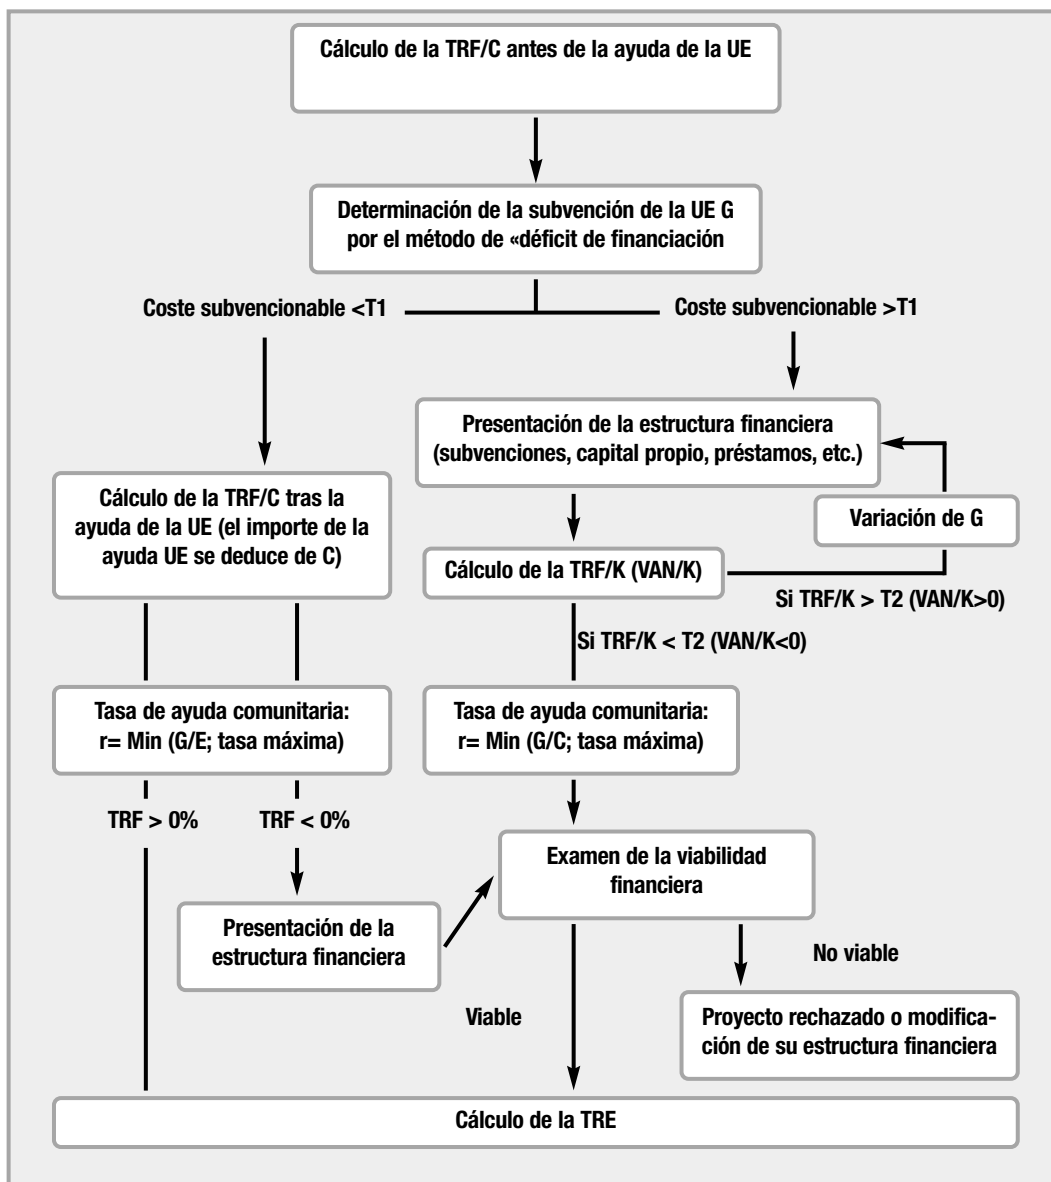 Cálculo de la TRF/C antes de la ayuda de la UE
Determinación de la subvención de la UE G
por el método de «déficit de financiación
Coste subvencionable <T1
Coste subvencionable >T1
Presentación de la estructura financiera
(subvenciones, capital propio, préstamos, etc.)
Cálculo de la TRF/C tras la
ayuda de la UE (el importe de la
ayuda UE se deduce de C)
Variación de G
Cálculo de la TRF/K (VAN/K)
Si TRF/K > T2 (VAN/K>0)
Si TRF/K < T2 (VAN/K<0)
Tasa de ayuda comunitaria:
r= Min (G/E; tasa máxima)
Tasa de ayuda comunitaria:
r= Min (G/C; tasa máxima)
TRF > 0%
TRF < 0%
Examen de la viabilidad
financiera
Presentación de la
estructura financiera
No viable
Viable
Proyecto rechazado o modifica-
ción de su estructura financiera
Cálculo de la TRE